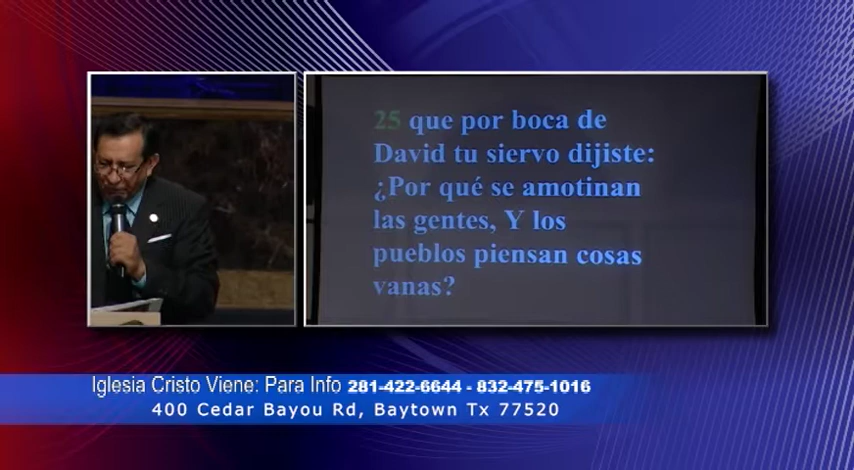 25 que por boca de
David tu siervo dijiste:
¿Por qué se amotinan
las gentes, Y los
pueblos piensan cosas
vanas?
Iglesia Cristo Viene: Para Info 281-422-6644 - 832-475-1016
400 Cedar Bayou Rd, Baytown Tx 77520